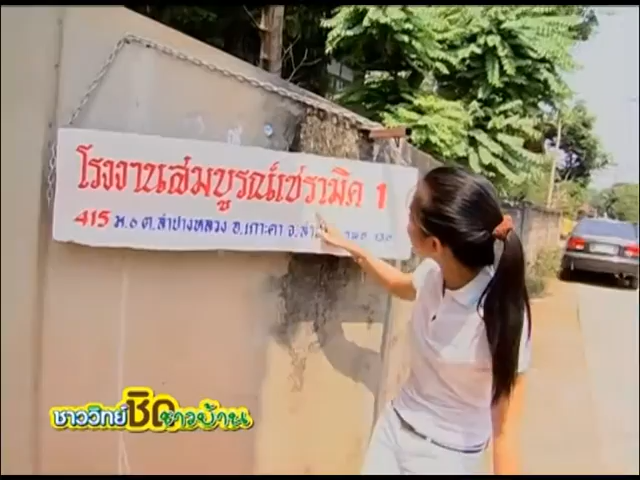 โรงงานสมบูรณ์เซรามิค 1
415 ม.6 ต.ลำปางหลวง อ.เกาะคา จ.
ชาววิทย์ชิดชาวบ้าน